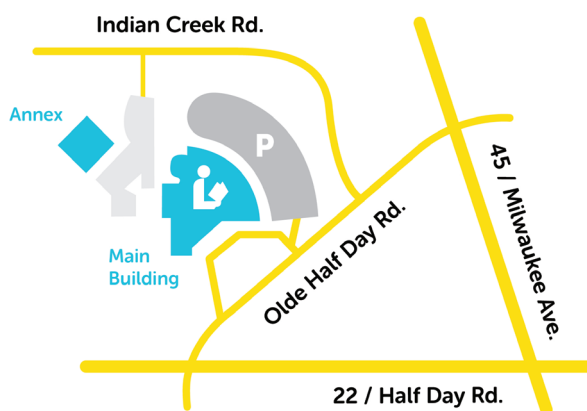 Indian Creek Rd.
Annex
P
45 / Milwaukee Ave.
Main
Building
Olde Half Day Rd.
22 / Half Day Rd.